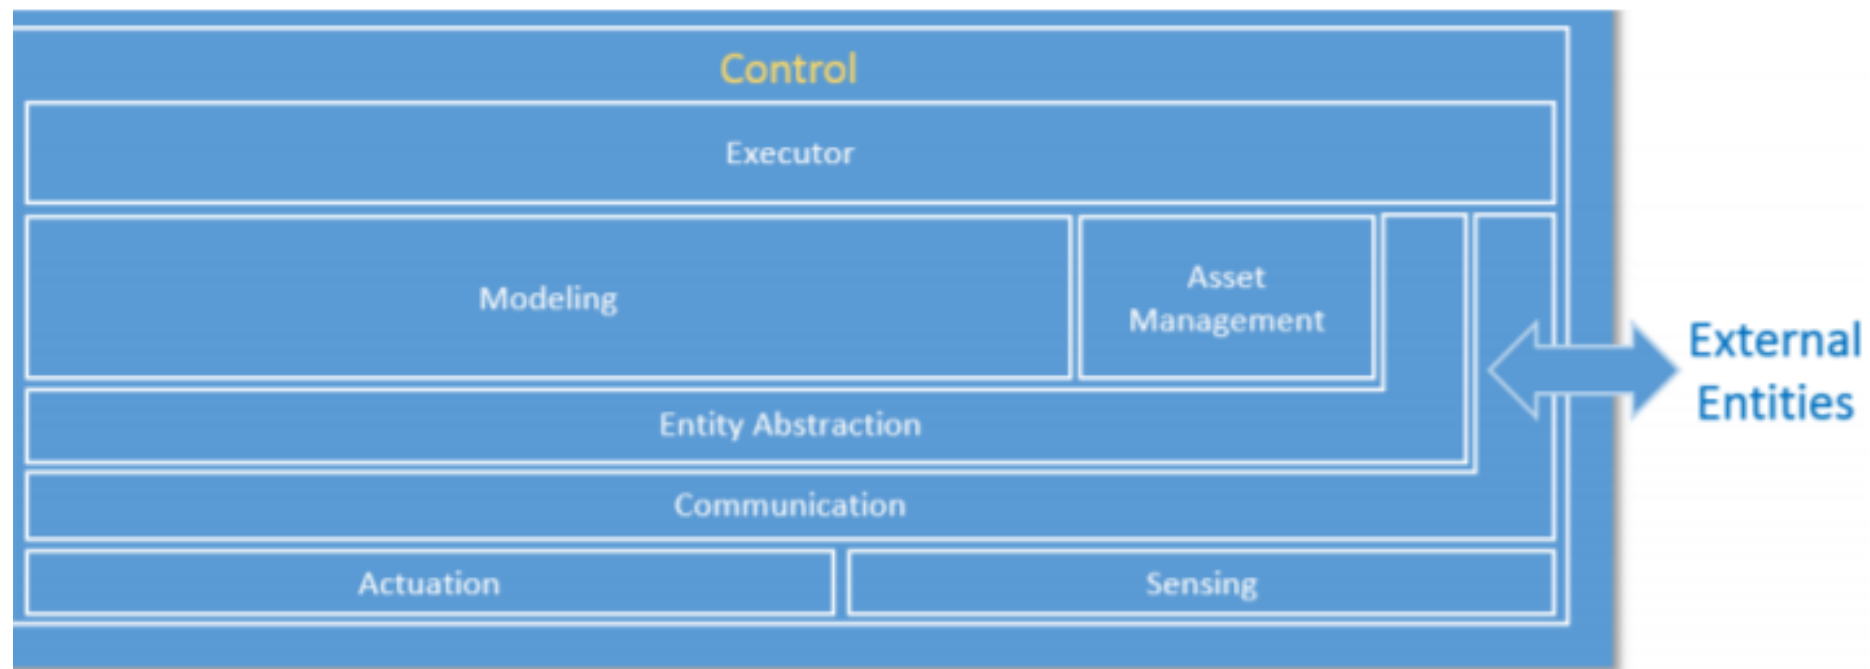 Control
Executor
Modeling
Asset
Management
External
Entities
Entity Abstraction
Communication
Actuation
Sensing